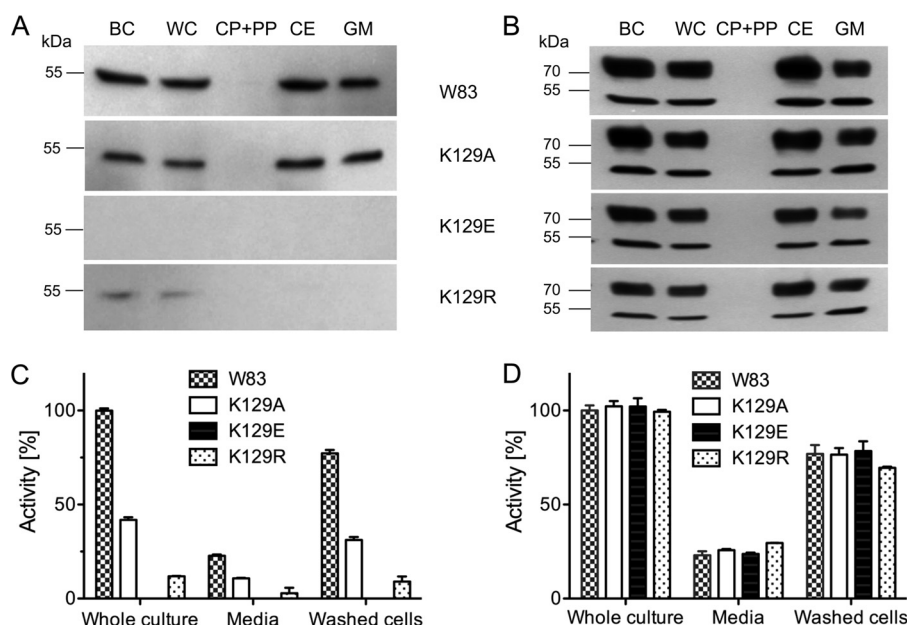 A
BC WC CP+PP CE GM
kDa
55
55
55
55
W83
K129A
K129E
K129R
B
BC WC CP+PP CE GM
kDa
70
55
70
55
70
55
70
55
C
Activity [%]
100
50
0
W83
K129A
K129E
K129R
Whole culture Media Washed cells
D
Activity [%]
100
50
0
W83
K129A
K129E
K129R
Whole culture Media Washed cells